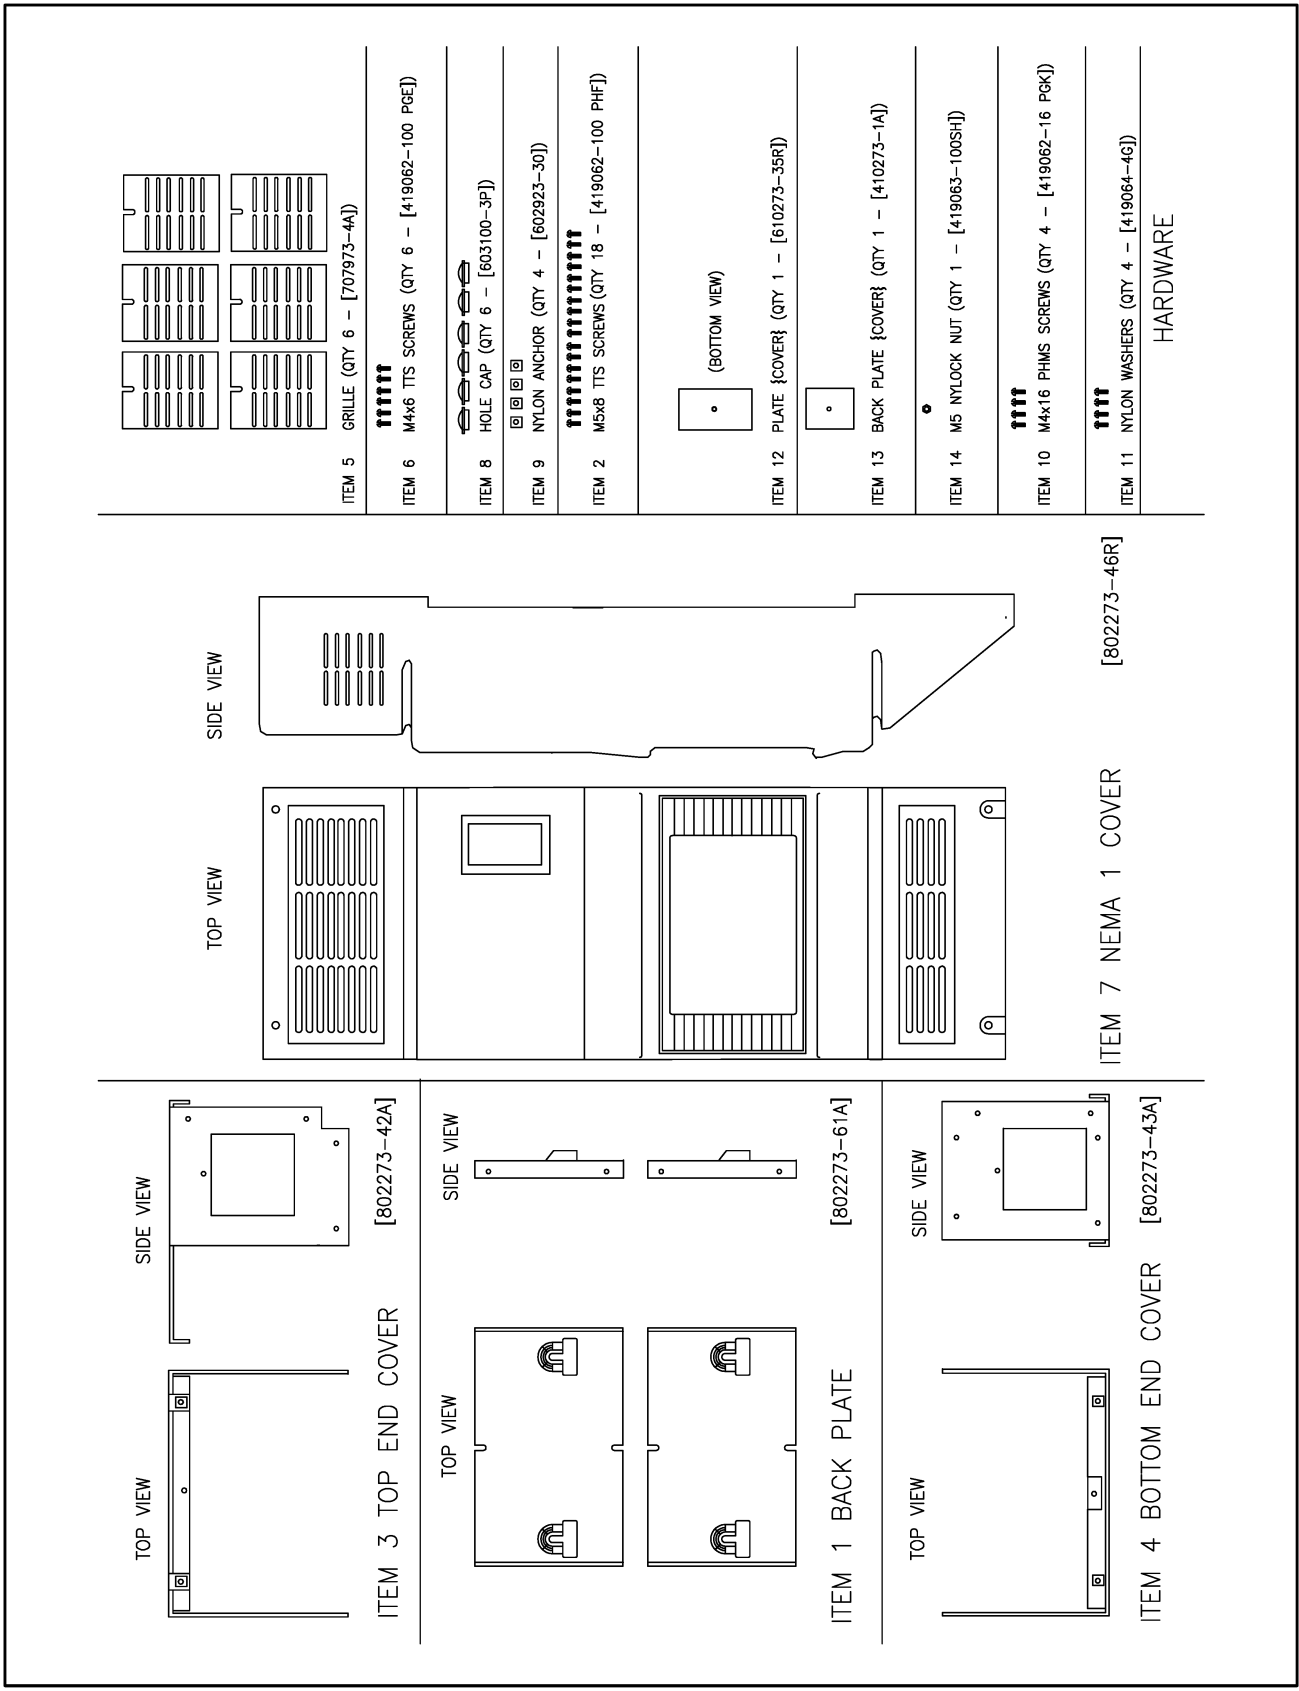 TOP VIEW
SIDE VIEW
ITEM 3 TOP END COVER
[802273-42A]
TOP VIEW
SIDE VIEW
ITEM 1 BACK PLATE
[802273-61A]
TOP VIEW
SIDE VIEW
ITEM 4 BOTTOM END COVER
[802273-43A]
TOP VIEW
SIDE VIEW
ITEM 7 NEMA 1 COVER
[802273-46R]
ITEM 5 GRILLE (QTY 6 - [707973-4A])
ITEM 6 M4x6 TTS SCREWS (QTY 6 - [419062-100 PGE])
ITEM 8 HOLE CAP (QTY 6 - [603100-3P])
ITEM 9 NYLON ANCHOR (QTY 4 - [602923-30])
ITEM 2 M5x8 TTS SCREWS (QTY 18 - [419062-100 PHF])
(BOTTOM VIEW)
ITEM 12 PLATE {COVER} (QTY 1 - [610273-35R])
ITEM 13 BACK PLATE {COVER} (QTY 1 - [410273-1A])
ITEM 14 M5 NYLOCK NUT (QTY 1 - [419063-100SH])
ITEM 10 M4x16 PHMS SCREWS (QTY 4 - [419062-16 PGK])
ITEM 11 NYLON WASHERS (QTY 4 - [419064-4G])
HARDWARE